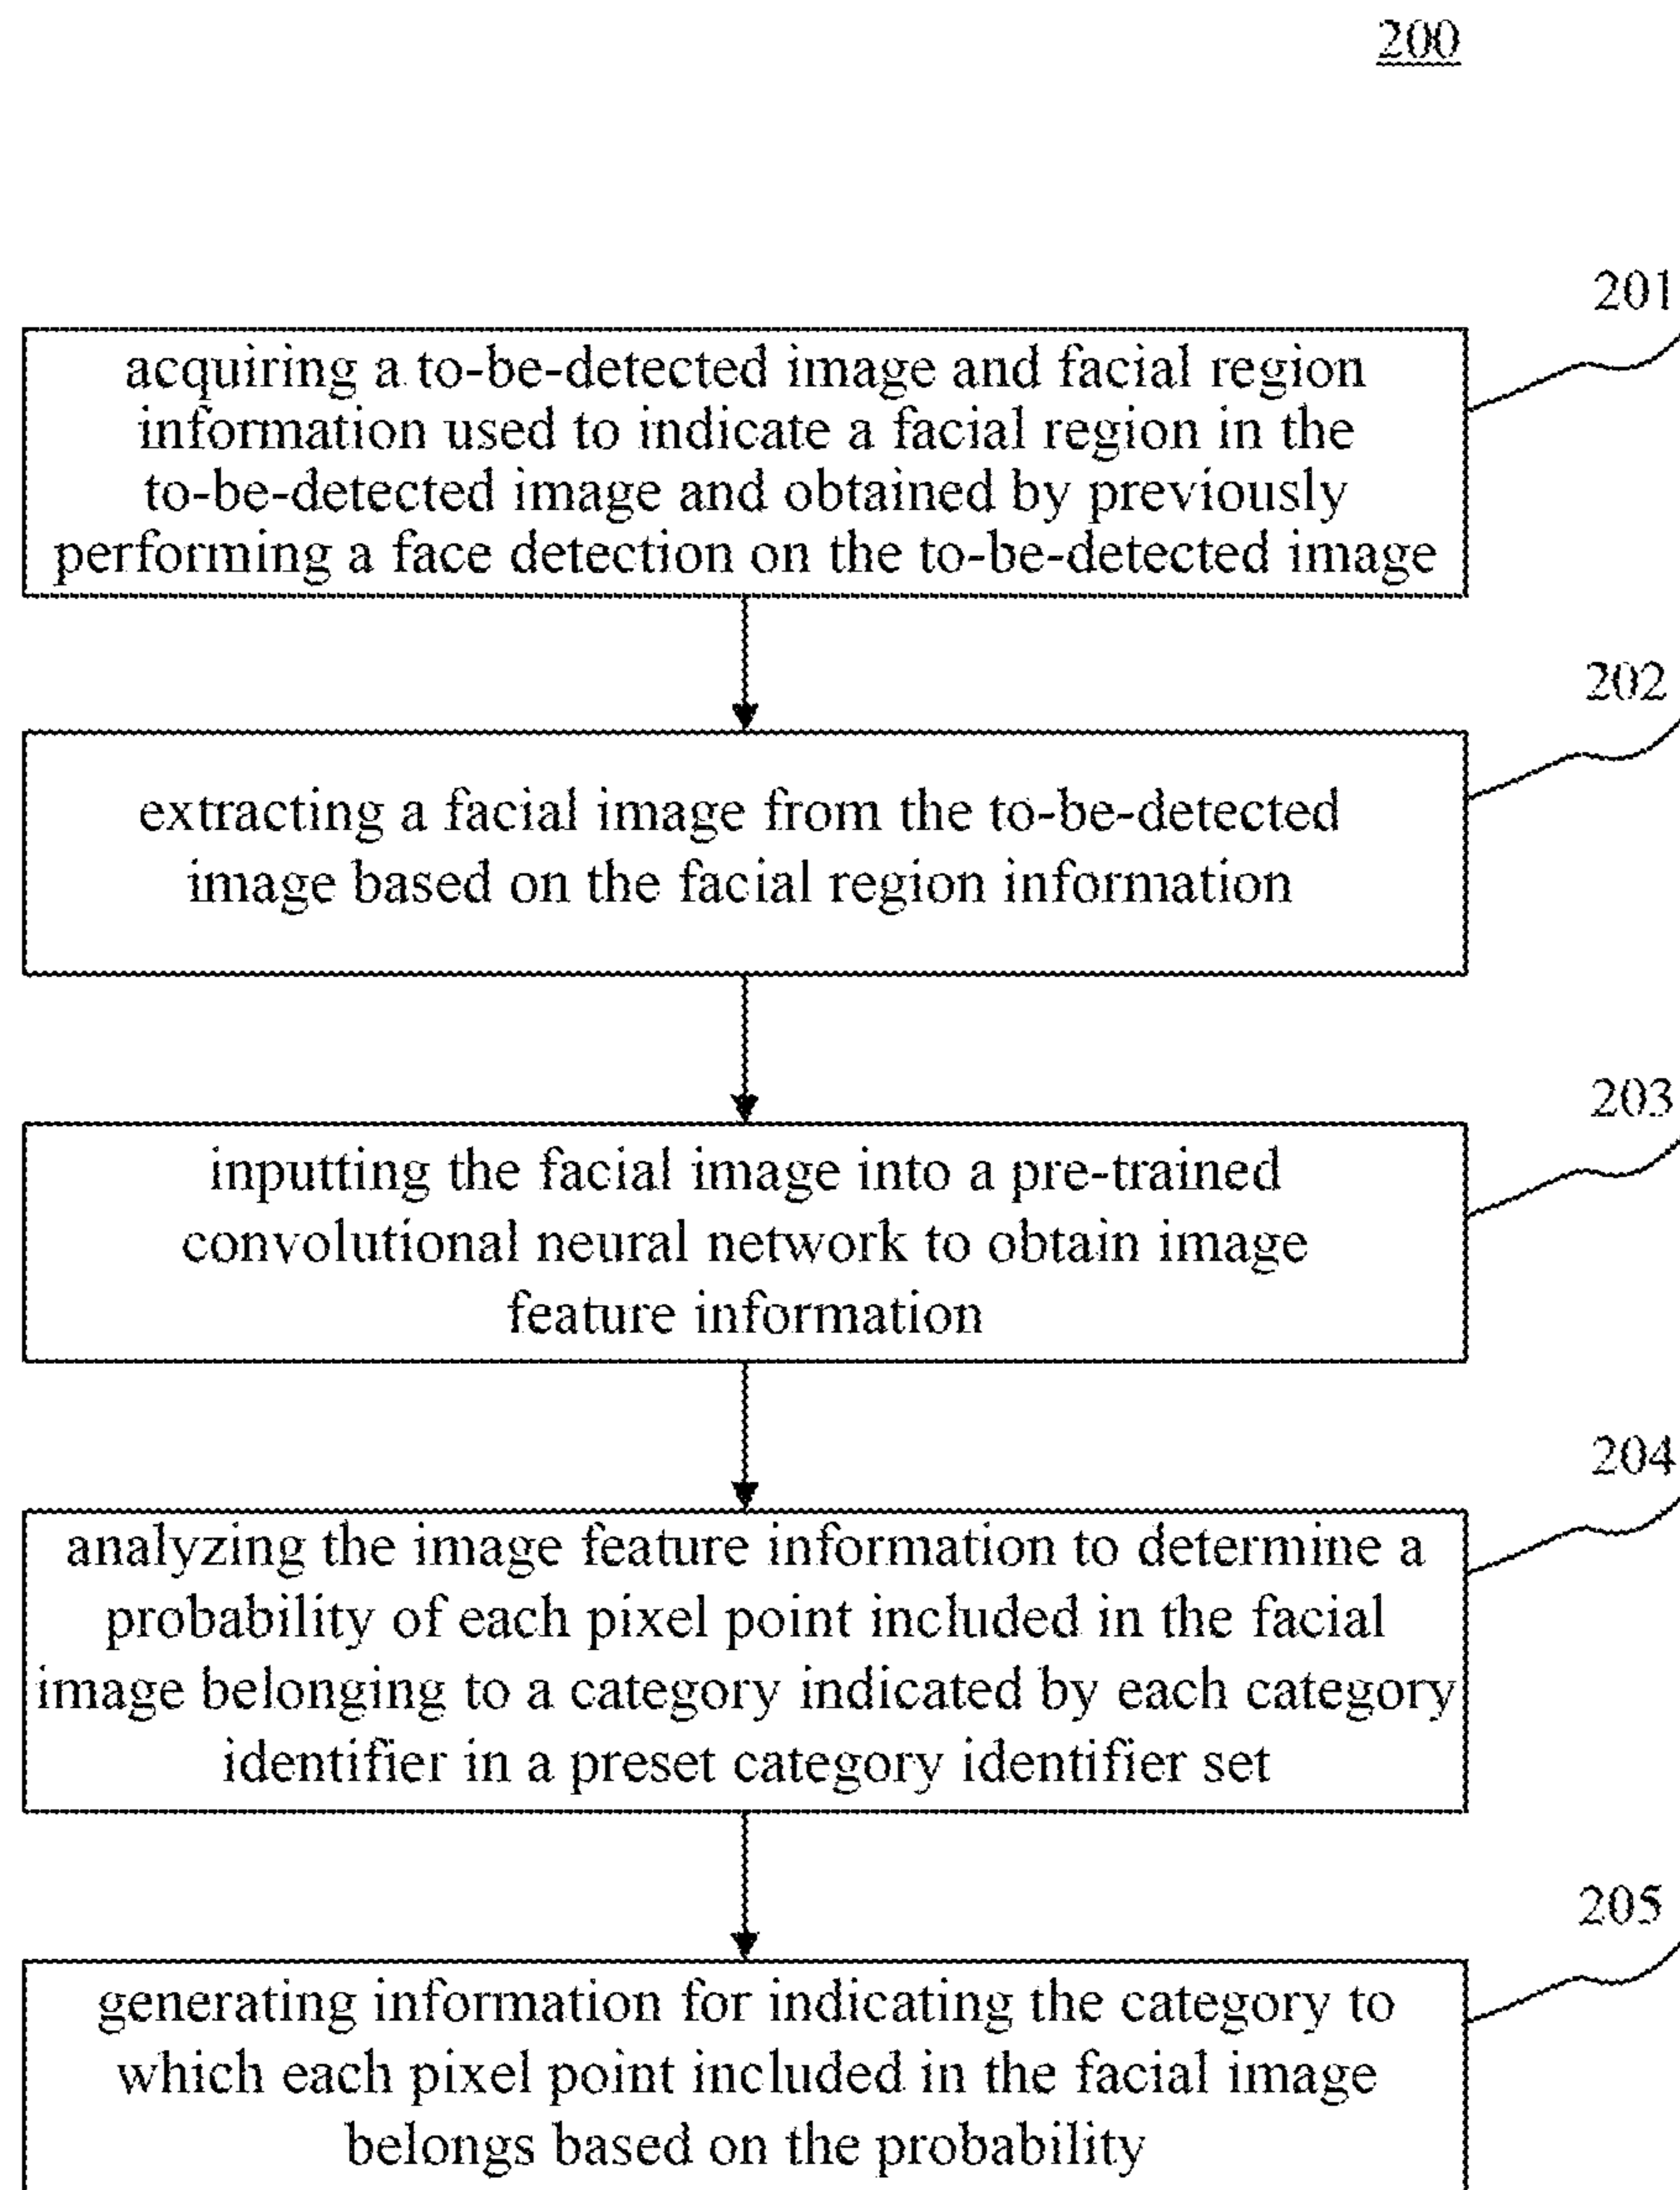 200
201
acquiring a to-be-detected image and facial region
information used to indicate a facial region in the
to-be-detected image and obtained by previously
performing a face detection on the to-be-detected image
202
extracting a facial image from the to-be-detected
image based on the facial region information
203
inputting the facial image into a pre-trained
convolutional neural network to obtain image
feature information
204
analyzing the image feature information to determine a
probability of each pixel point included in the facial
image belonging to a category indicated by each category
identifier in a preset category identifier set
205
generating information for indicating the category to
which each pixel point included in the facial image
belongs based on the probability